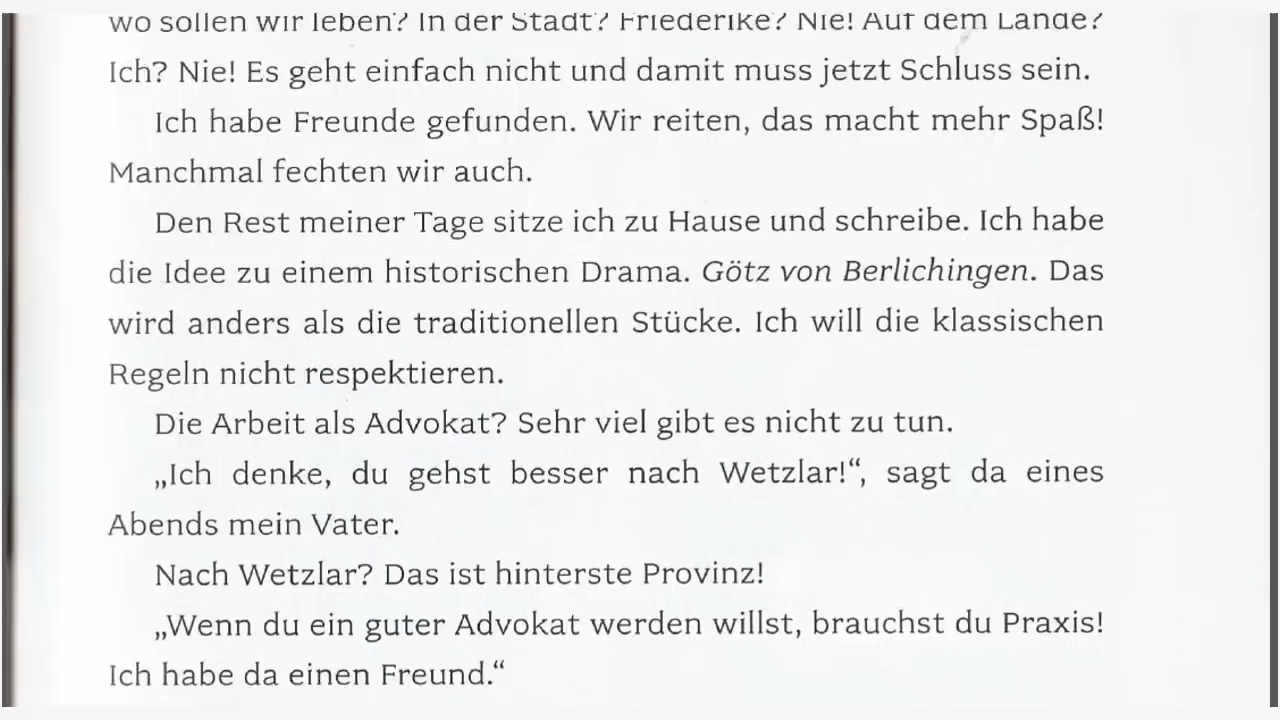 wo sollen wir leben? In der Stadt? Friederike? Nie! Auf dem Lande?
Ich? Nie! Es geht einfach nicht und damit muss jetzt Schluss sein.
Ich habe Freunde gefunden. Wir reiten, das macht mehr Spaß!
Manchmal fechten wir auch.
Den Rest meiner Tage sitze ich zu Hause und schreibe. Ich habe
die Idee zu einem historischen Drama. Götz von Berlichingen. Das
wird anders als die traditionellen Stücke. Ich will die klassischen
Regeln nicht respektieren.
Die Arbeit als Advokat? Sehr viel gibt es nicht zu tun.
„Ich denke, du gehst besser nach Wetzlar!“, sagt da eines
Abends mein Vater.
Nach Wetzlar? Das ist hinterste Provinz!
„Wenn du ein guter Advokat werden willst, brauchst du Praxis!
Ich habe da einen Freund.“